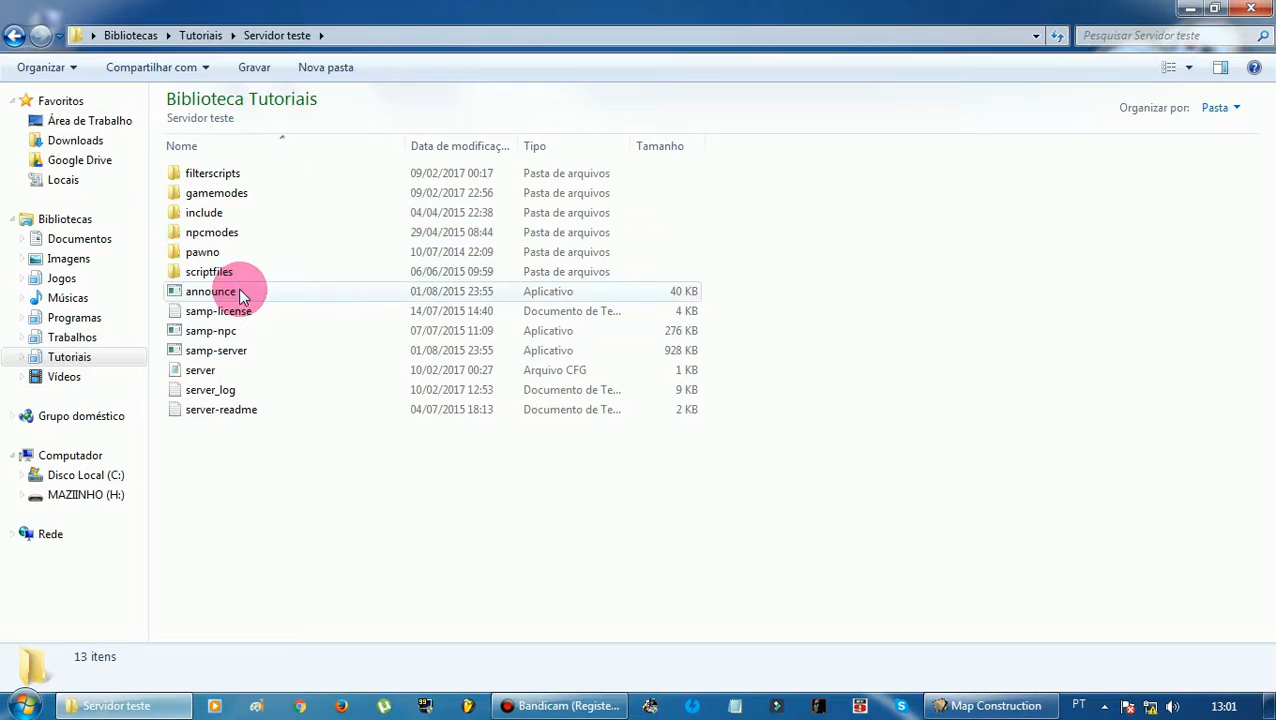 Bibliotecas Tutoriais Servidor teste Pesquisar Servidor teste
Organizar Compartilhar com Gravar Nova pasta
Favoritos
Área de Trabalho
Downloads
Google Drive
Locais
Bibliotecas
Documentos
Imagens
Jogos
Músicas
Programas
Trabalhos
Tutoriais
Vídeos
Grupo doméstico
Computador
Disco Local (C:)
MAZIINHO (H:)
Rede
Biblioteca Tutoriais
Servidor teste
Organizar por: Pasta
Nome Data de modificaç... Tipo Tamanho
filterscripts 09/02/2017 00:17 Pasta de arquivos
gamemodes 09/02/2017 22:56 Pasta de arquivos
include 04/04/2015 22:38 Pasta de arquivos
npcmodes 29/04/2015 08:44 Pasta de arquivos
pawno 10/07/2014 22:09 Pasta de arquivos
scriptfiles 06/06/2015 09:59 Pasta de arquivos
announce 01/08/2015 23:55 Aplicativo 40 KB
samp-license 14/07/2015 14:40 Documento de Te... 4 KB
samp-npc 07/07/2015 11:09 Aplicativo 276 KB
samp-server 01/08/2015 23:55 Aplicativo 928 KB
server 10/02/2017 00:27 Arquivo CFG 1 KB
server_log 10/02/2017 12:53 Documento de Te... 9 KB
server-readme 04/07/2015 18:13 Documento de Te... 2 KB
13 itens
Servidor teste Bandicam (Registe... Map Construction PT 13:01